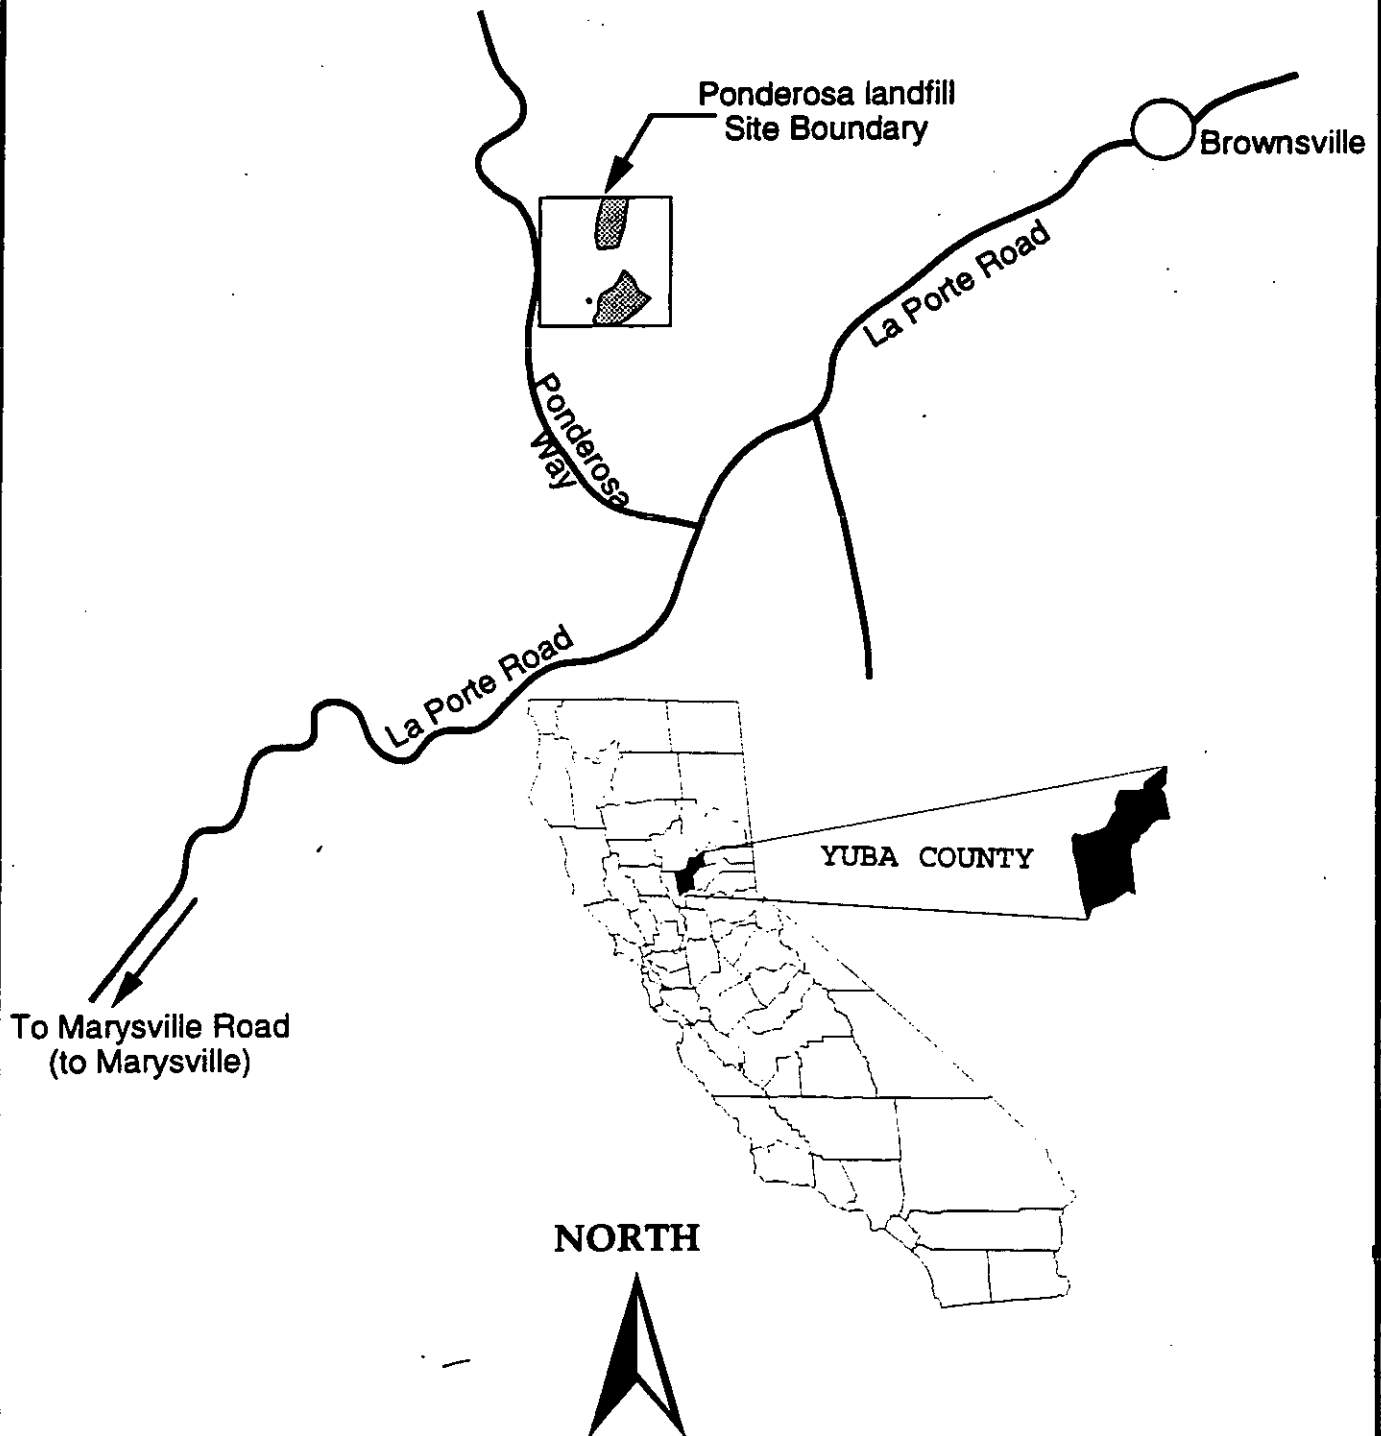 Ponderosa landfill
Site Boundary
Brownsville
La Porte Road
Ponderosa
Way
La Porte Road
YUBA COUNTY
To Marysville Road
(to Marysville)
NORTH